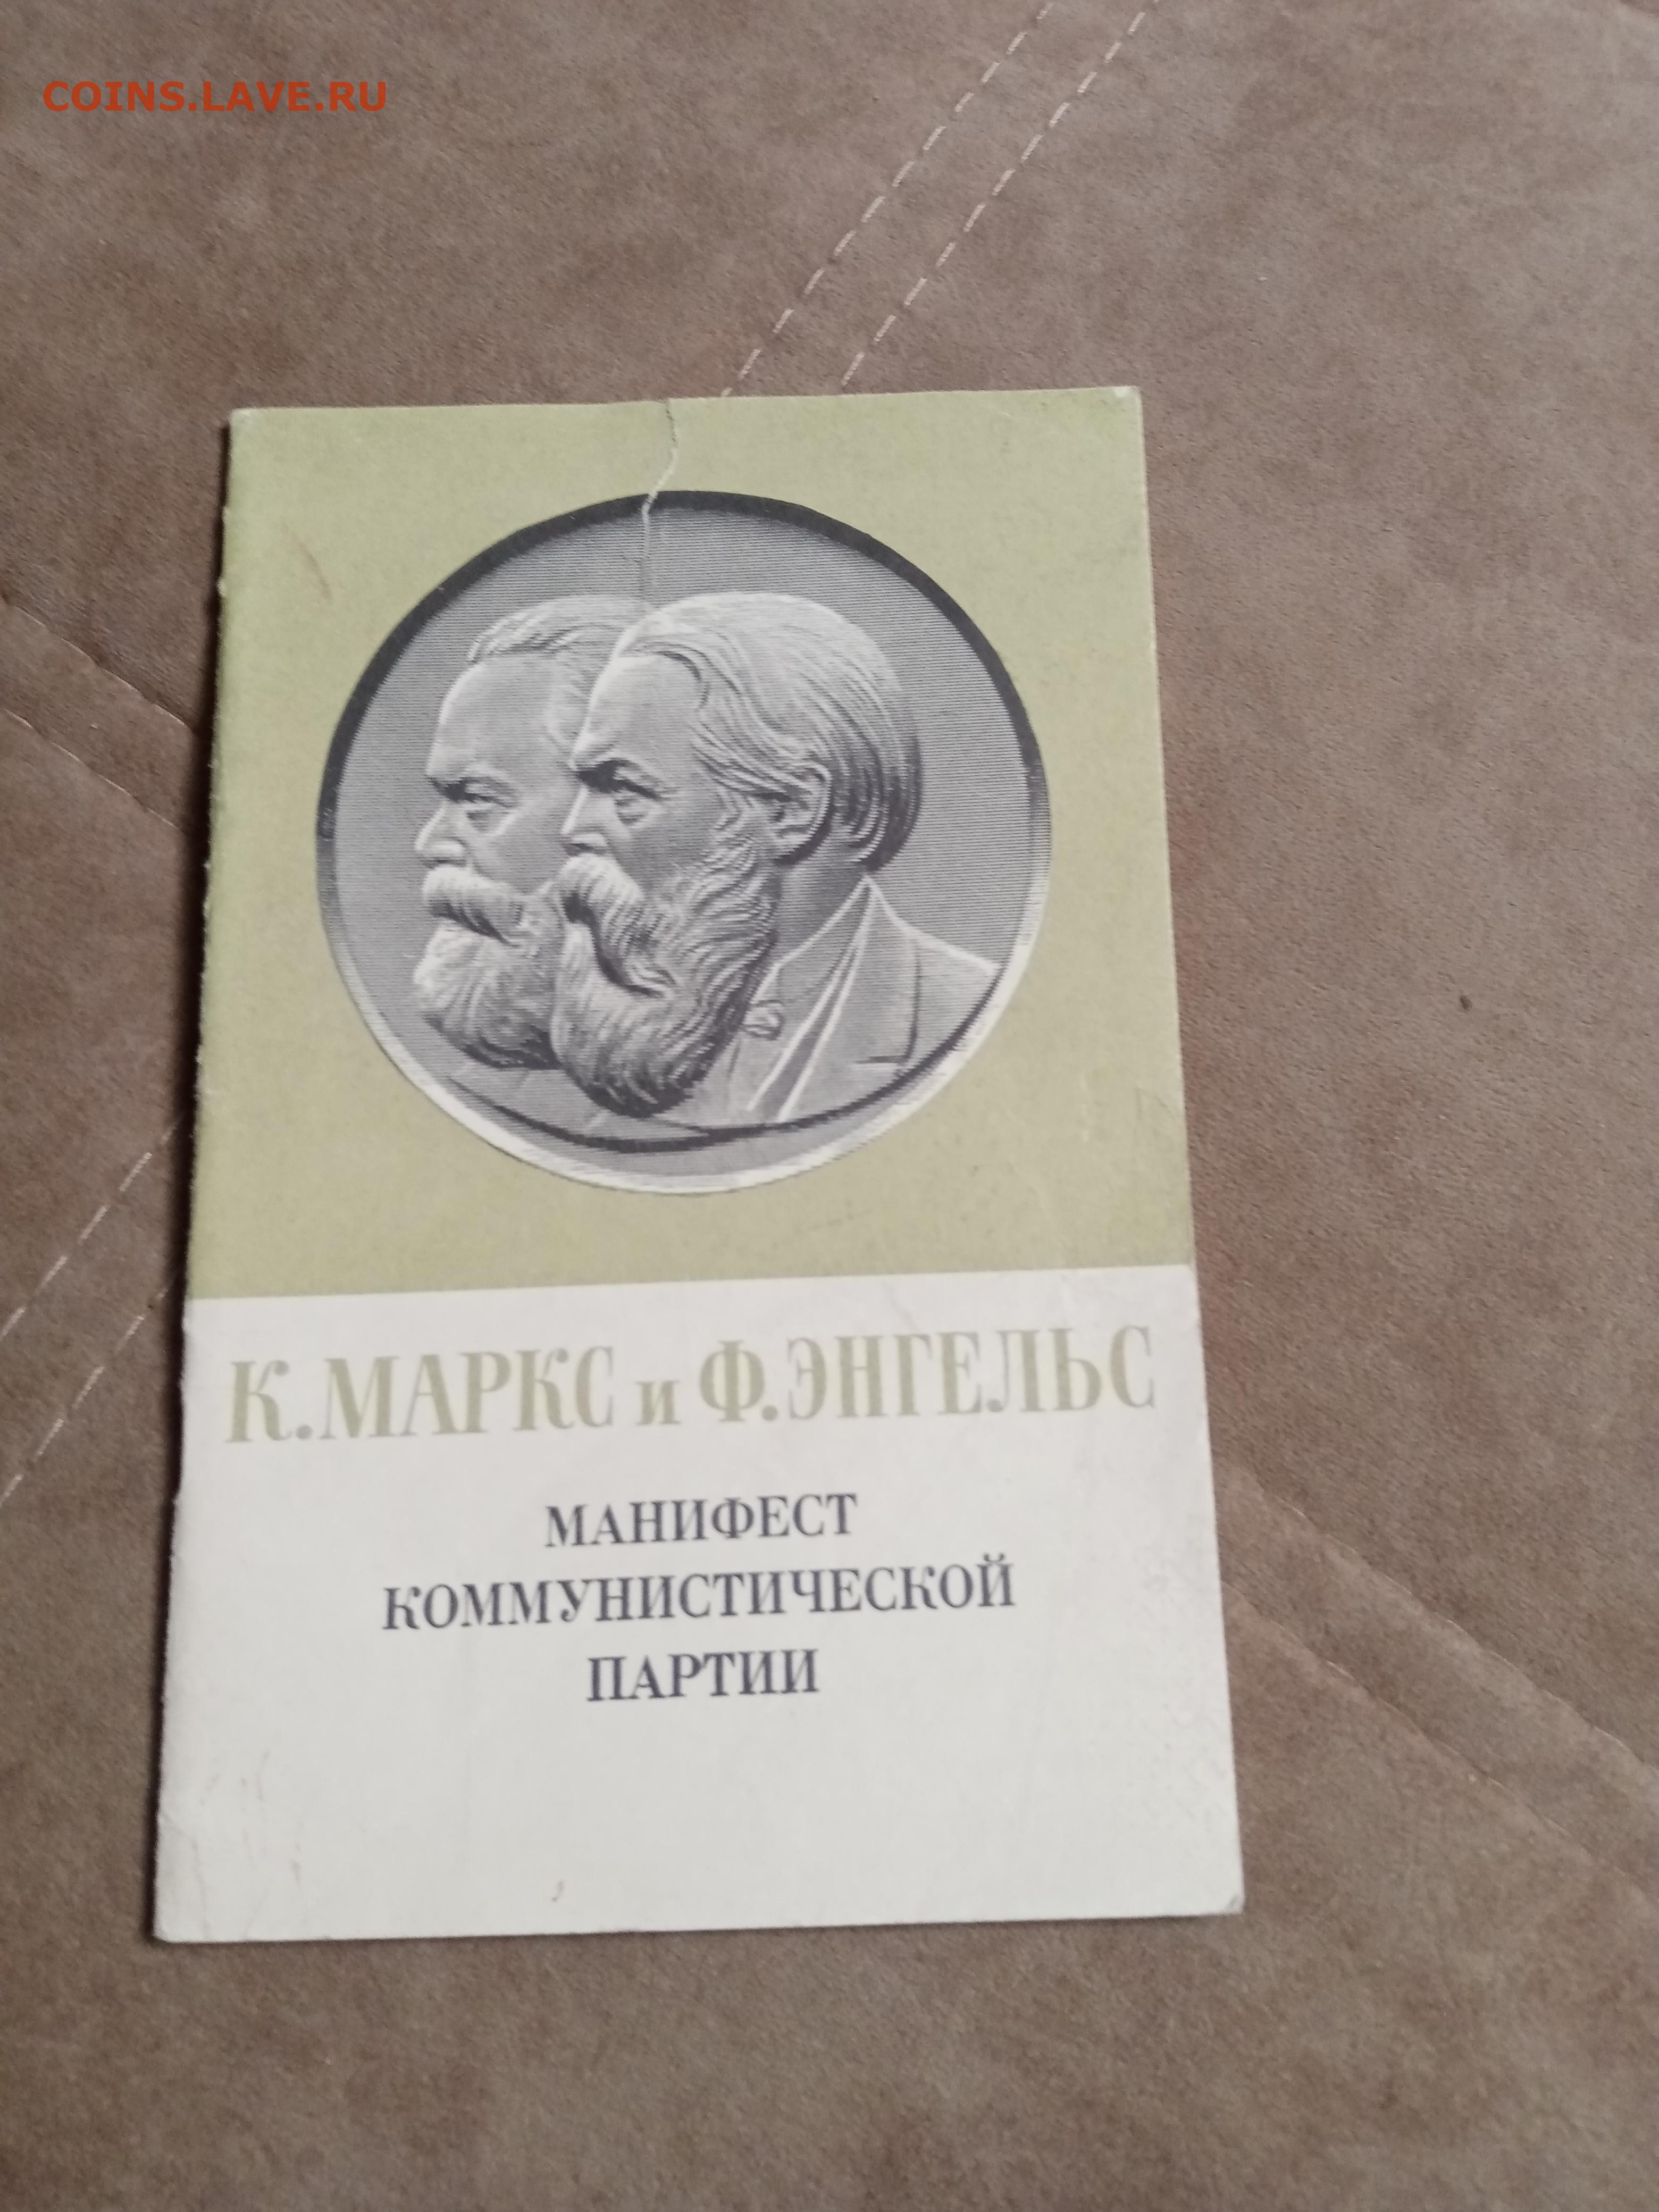 COINS.LAVE.RU
К. МАРКС и Ф. ЭНГЕЛЬС
МАНИФЕСТ
КОММУНИСТИЧЕСКОЙ
ПАРТИИ